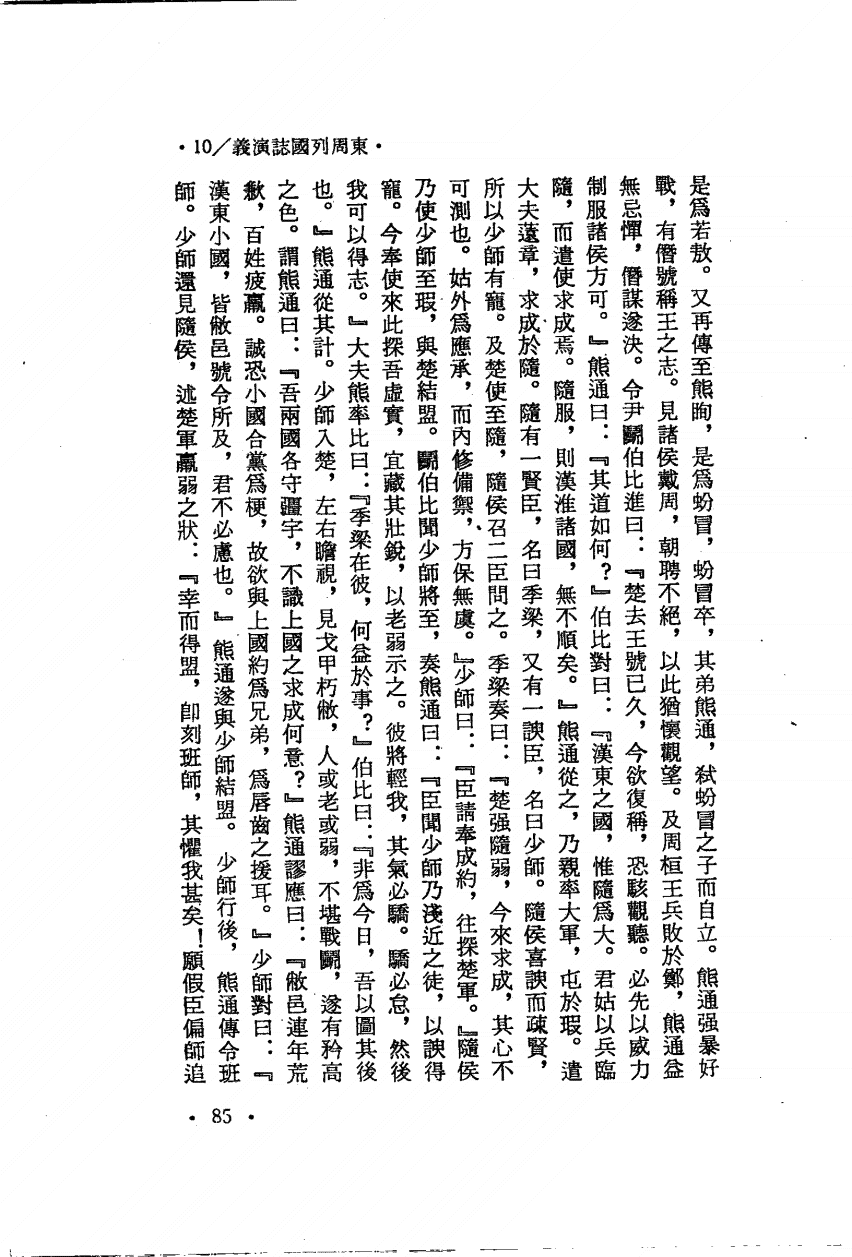 ·東周列國誌演義/10·
是爲若敖。又再傳至熊眴，是爲蚡冒，蚡冒卒，其弟熊通，弑蚡冒之子而自立。熊通强暴好
戰，有僭號稱王之志。見諸侯戴周，朝聘不絕，以此猶懷觀望。及周桓王兵敗於鄭，熊通益
無忌憚，僭謀遂決。令尹鬬伯比進曰：『楚去王號已久，今欲復稱，恐駭觀聽。必先以威力
制服諸侯方可。』熊通曰：『其道如何？』伯比對曰：『漢東之國，惟隨爲大。君姑以兵臨
隨，而遣使求成焉。隨服，則漢淮諸國，無不順矣。』熊通從之，乃親率大軍，屯於瑕。遣
大夫薳章，求成於隨。隨有一賢臣，名曰季梁，又有一諛臣，名曰少師。隨侯喜諛而疎賢，
所以少師有寵。及楚使至隨，隨侯召二臣問之。季梁奏曰：『楚强隨弱，今來求成，其心不
可測也。姑外爲應承，而內修備禦，方保無虞。』少師曰：『臣請奉成約，往探楚軍。』隨侯
乃使少師至瑕，與楚結盟。鬬伯比聞少師將至，奏熊通曰：『臣聞少師乃淺近之徒，以諛得
寵。今奉使來此探吾虛實，宜藏其壯銳，以老弱示之。彼將輕我，其氣必驕。驕必怠，然後
我可以得志。』大夫熊率比曰：『季梁在彼，何益於事？』伯比曰：『非爲今日，吾以圖其後
也。』熊通從其計。少師入楚，左右瞻視，見戈甲朽敝，人或老或弱，不堪戰鬬，遂有矜高
之色。謂熊通曰：『吾兩國各守疆宇，不識上國之求成何意？』熊通謬應曰：『敝邑連年荒
歉，百姓疲羸。誠恐小國合黨爲梗，故欲與上國約爲兄弟，爲唇齒之援耳。』少師對曰：『
漢東小國，皆敝邑號令所及，君不必慮也。』熊通遂與少師結盟。少師行後，熊通傳令班
師。少師還見隨侯，述楚軍羸弱之狀：『幸而得盟，卽刻班師，其懼我甚矣！願假臣偏師追
·85·